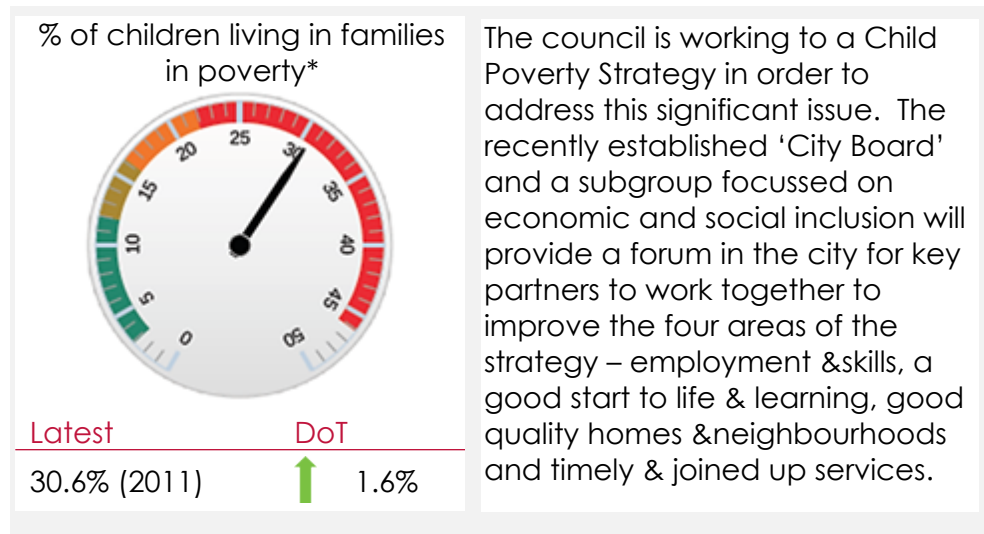 % of children living in families
in poverty*
0
5
10
15
20
25
30
35
40
45
50
Latest DoT
30.6% (2011) 1.6%
The council is working to a Child
Poverty Strategy in order to
address this significant issue.  The
recently established ‘City Board’
and a subgroup focussed on
economic and social inclusion will
provide a forum in the city for key
partners to work together to
improve the four areas of the
strategy – employment &skills, a
good start to life & learning, good
quality homes &neighbourhoods
and timely & joined up services.